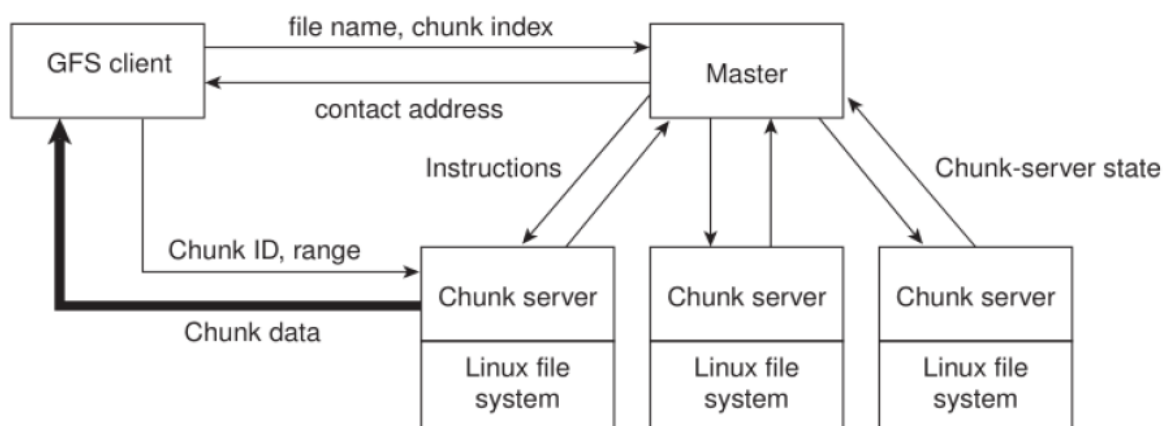 file name, chunk index
GFS client
Master
contact address
Instructions
Chunk-server state
Chunk ID, range
Chunk server
Chunk server
Chunk server
Chunk data
Linux file
system
Linux file
system
Linux file
system